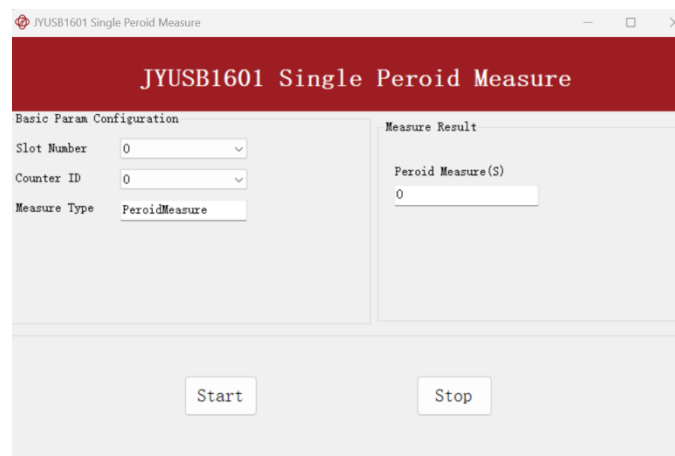 JYUSB1601 Single Peroid Measure
JYUSB1601 Single Peroid Measure
Basic Param Configuration
Slot Number 0
Counter ID 0
Measure Type PeroidMeasure
Measure Result
Peroid Measure(S)
0
Start Stop